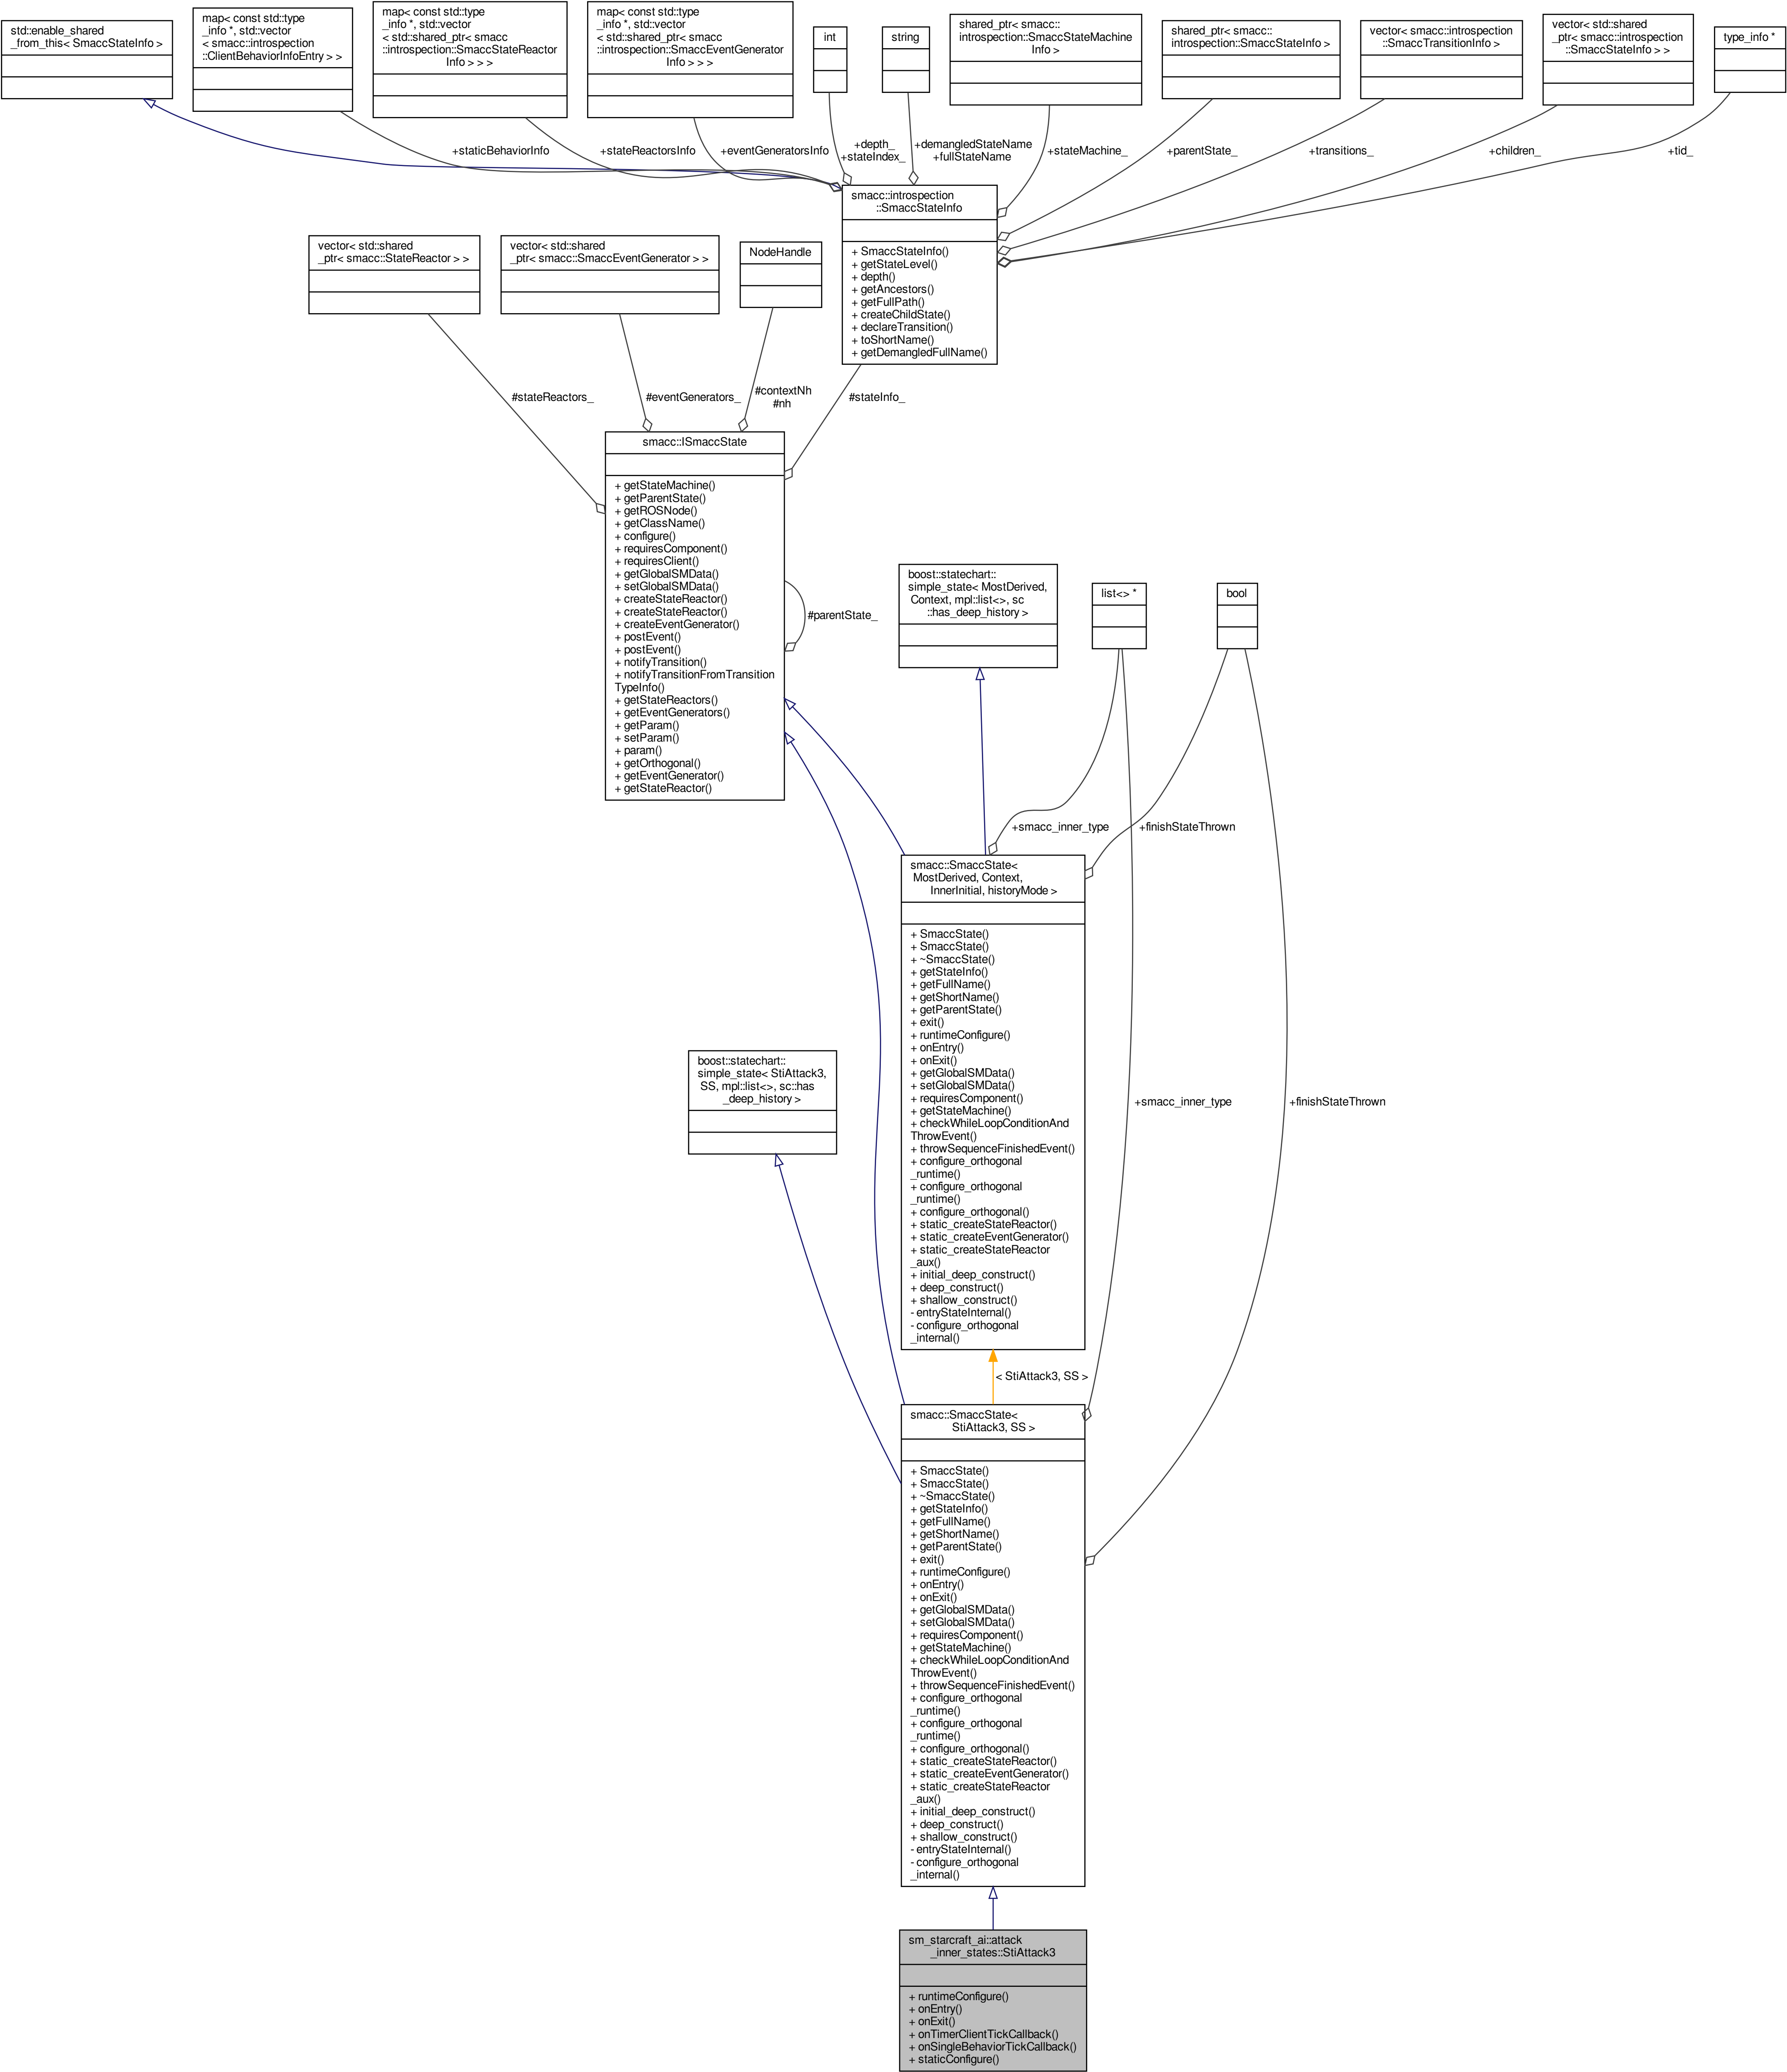 std::enable_shared
_from_this< SmaccStateInfo >
map< const std::type
_info *, std::vector
< smacc::introspection
::ClientBehaviorInfoEntry > >
map< const std::type
_info *, std::vector
< std::shared_ptr< smacc
::introspection::SmaccStateReactor
Info > > >
map< const std::type
_info *, std::vector
< std::shared_ptr< smacc
::introspection::SmaccEventGenerator
Info > > >
int
string
shared_ptr< smacc::
introspection::SmaccStateMachine
Info >
shared_ptr< smacc::
introspection::SmaccStateInfo >
vector< smacc::introspection
::SmaccTransitionInfo >
vector< std::shared
_ptr< smacc::introspection
::SmaccStateInfo > >
type_info *
+staticBehaviorInfo
+stateReactorsInfo
+eventGeneratorsInfo
+depth_
+stateIndex_
+demangledStateName
+fullStateName
+stateMachine_
+parentState_
+transitions_
+children_
+tid_
smacc::introspection
::SmaccStateInfo
+ SmaccStateInfo()
+ getStateLevel()
+ depth()
+ getAncestors()
+ getFullPath()
+ createChildState()
+ declareTransition()
+ toShortName()
+ getDemangledFullName()
vector< std::shared
_ptr< smacc::StateReactor > >
vector< std::shared
_ptr< smacc::SmaccEventGenerator > >
NodeHandle
#stateReactors_
#eventGenerators_
#contextNh
#nh
#stateInfo_
smacc::ISmaccState
+ getStateMachine()
+ getParentState()
+ getROSNode()
+ getClassName()
+ configure()
+ requiresComponent()
+ requiresClient()
+ getGlobalSMData()
+ setGlobalSMData()
+ createStateReactor()
+ createStateReactor()
+ createEventGenerator()
+ postEvent()
+ postEvent()
+ notifyTransition()
+ notifyTransitionFromTransition
TypeInfo()
+ getStateReactors()
+ getEventGenerators()
+ getParam()
+ setParam()
+ param()
+ getOrthogonal()
+ getEventGenerator()
+ getStateReactor()
#parentState_
boost::statechart::
simple_state< MostDerived,
Context, mpl::list<>, sc
::has_deep_history >
list<> *
bool
+smacc_inner_type
+finishStateThrown
smacc::SmaccState<
MostDerived, Context,
InnerInitial, historyMode >
+ SmaccState()
+ SmaccState()
+ ~SmaccState()
+ getStateInfo()
+ getFullName()
+ getShortName()
+ getParentState()
+ exit()
+ runtimeConfigure()
+ onEntry()
+ onExit()
+ getGlobalSMData()
+ setGlobalSMData()
+ requiresComponent()
+ getStateMachine()
+ checkWhileLoopConditionAnd
ThrowEvent()
+ throwSequenceFinishedEvent()
+ configure_orthogonal
_runtime()
+ configure_orthogonal
_runtime()
+ configure_orthogonal()
+ static_createStateReactor()
+ static_createEventGenerator()
+ static_createStateReactor
_aux()
+ initial_deep_construct()
+ deep_construct()
+ shallow_construct()
- entryStateInternal()
- configure_orthogonal
_internal()
boost::statechart::
simple_state< StiAttack3,
SS, mpl::list<>, sc::has
_deep_history >
+smacc_inner_type
+finishStateThrown
< StiAttack3, SS >
smacc::SmaccState<
StiAttack3, SS >
+ SmaccState()
+ SmaccState()
+ ~SmaccState()
+ getStateInfo()
+ getFullName()
+ getShortName()
+ getParentState()
+ exit()
+ runtimeConfigure()
+ onEntry()
+ onExit()
+ getGlobalSMData()
+ setGlobalSMData()
+ requiresComponent()
+ getStateMachine()
+ checkWhileLoopConditionAnd
ThrowEvent()
+ throwSequenceFinishedEvent()
+ configure_orthogonal
_runtime()
+ configure_orthogonal
_runtime()
+ configure_orthogonal()
+ static_createStateReactor()
+ static_createEventGenerator()
+ static_createStateReactor
_aux()
+ initial_deep_construct()
+ deep_construct()
+ shallow_construct()
- entryStateInternal()
- configure_orthogonal
_internal()
sm_starcraft_ai::attack
_inner_states::StiAttack3
+ runtimeConfigure()
+ onEntry()
+ onExit()
+ onTimerClientTickCallback()
+ onSingleBehaviorTickCallback()
+ staticConfigure()